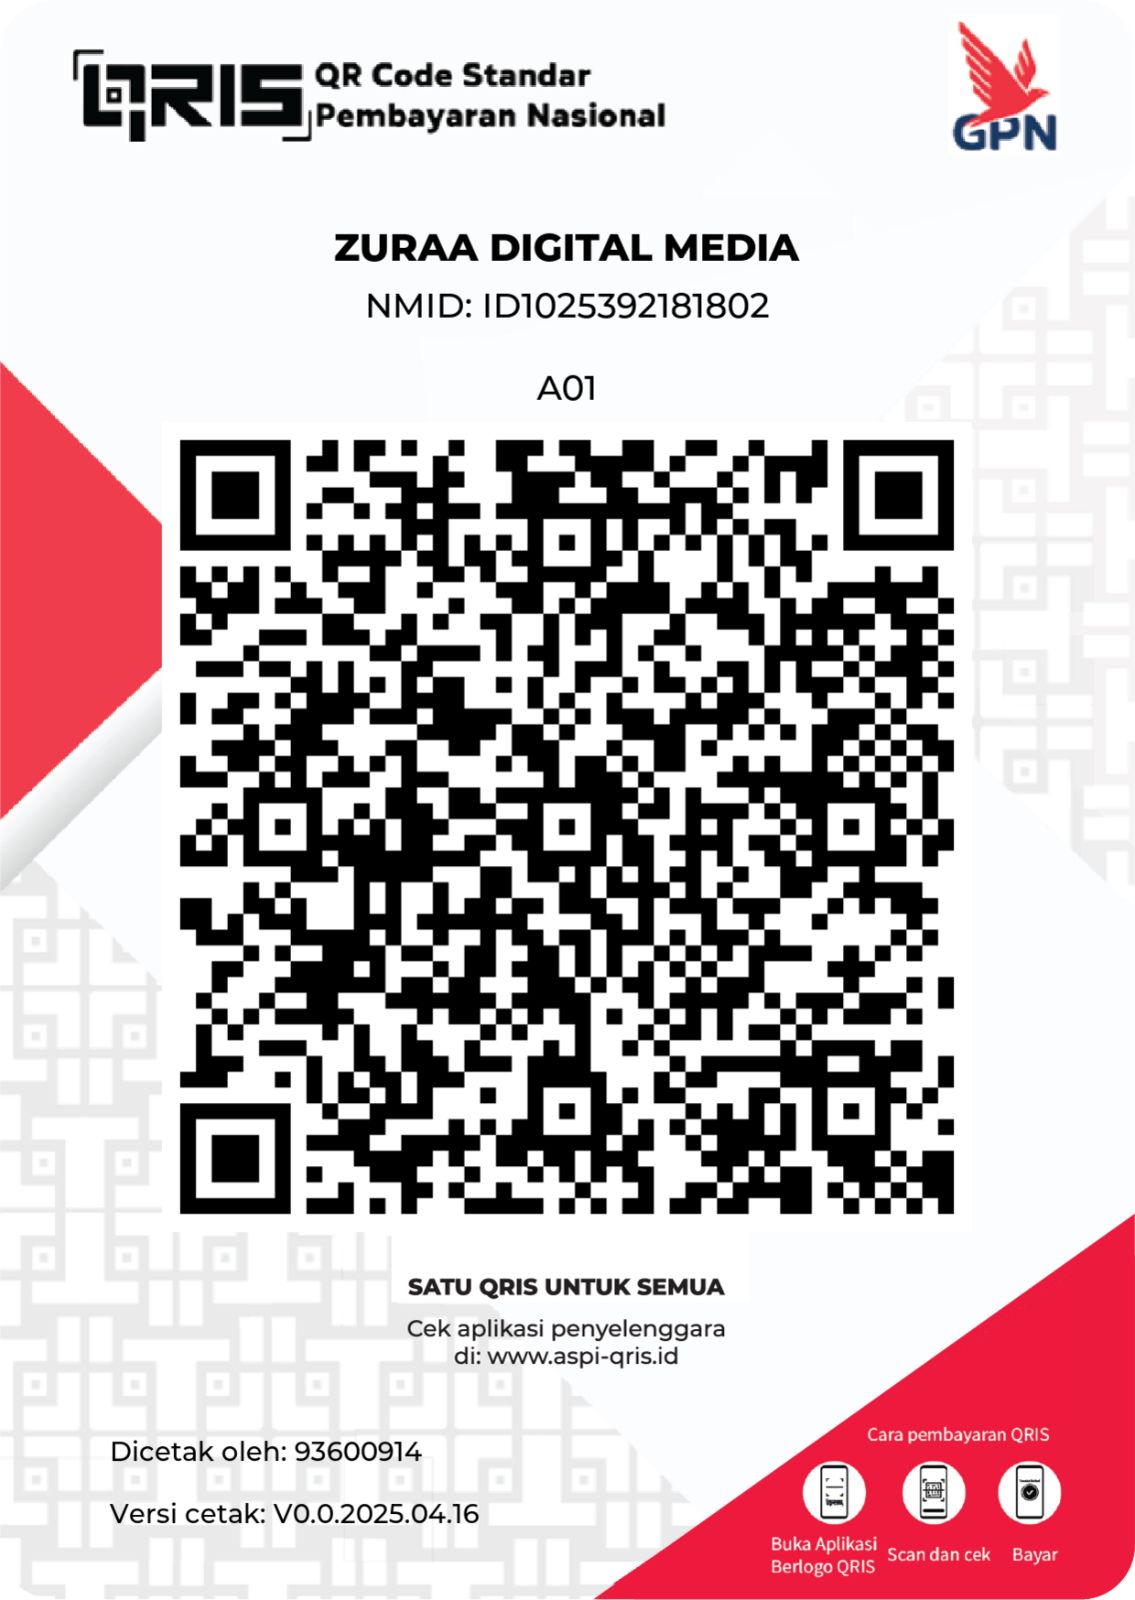 QRIS QR Code Standar
Pembayaran Nasional
GPN
ZURAA DIGITAL MEDIA
NMID: ID1025392181802
A01
SATU QRIS UNTUK SEMUA
Cek aplikasi penyelenggara
di: www.aspi-qris.id
Dicetak oleh: 93600914
Versi cetak: V0.0.2025.04.16
Cara pembayaran QRIS
Buka Aplikasi
Berlogo QRIS
Scan dan cek
Bayar